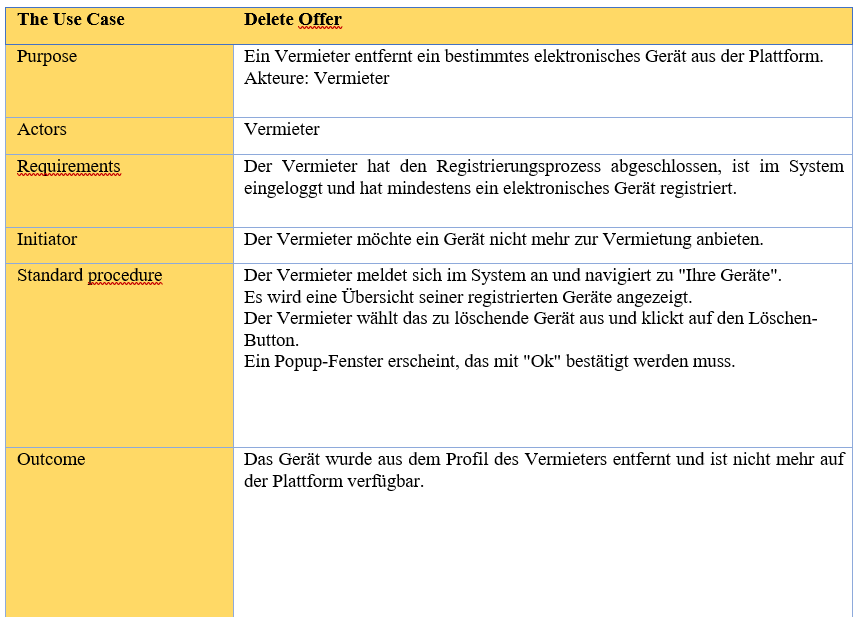 The Use Case
Delete Offer
Purpose
Ein Vermieter entfernt ein bestimmtes elektronisches Gerät aus der Plattform.
Akteure: Vermieter
Actors
Vermieter
Requirements
Der Vermieter hat den Registrierungsprozess abgeschlossen, ist im System
eingeloggt und hat mindestens ein elektronisches Gerät registriert.
Initiator
Der Vermieter möchte ein Gerät nicht mehr zur Vermietung anbieten.
Standard procedure
Der Vermieter meldet sich im System an und navigiert zu "Ihre Geräte".
Es wird eine Übersicht seiner registrierten Geräte angezeigt.
Der Vermieter wählt das zu löschende Gerät aus und klickt auf den Löschen-
Button.
Ein Popup-Fenster erscheint, das mit "Ok" bestätigt werden muss.
Outcome
Das Gerät wurde aus dem Profil des Vermieters entfernt und ist nicht mehr auf
der Plattform verfügbar.